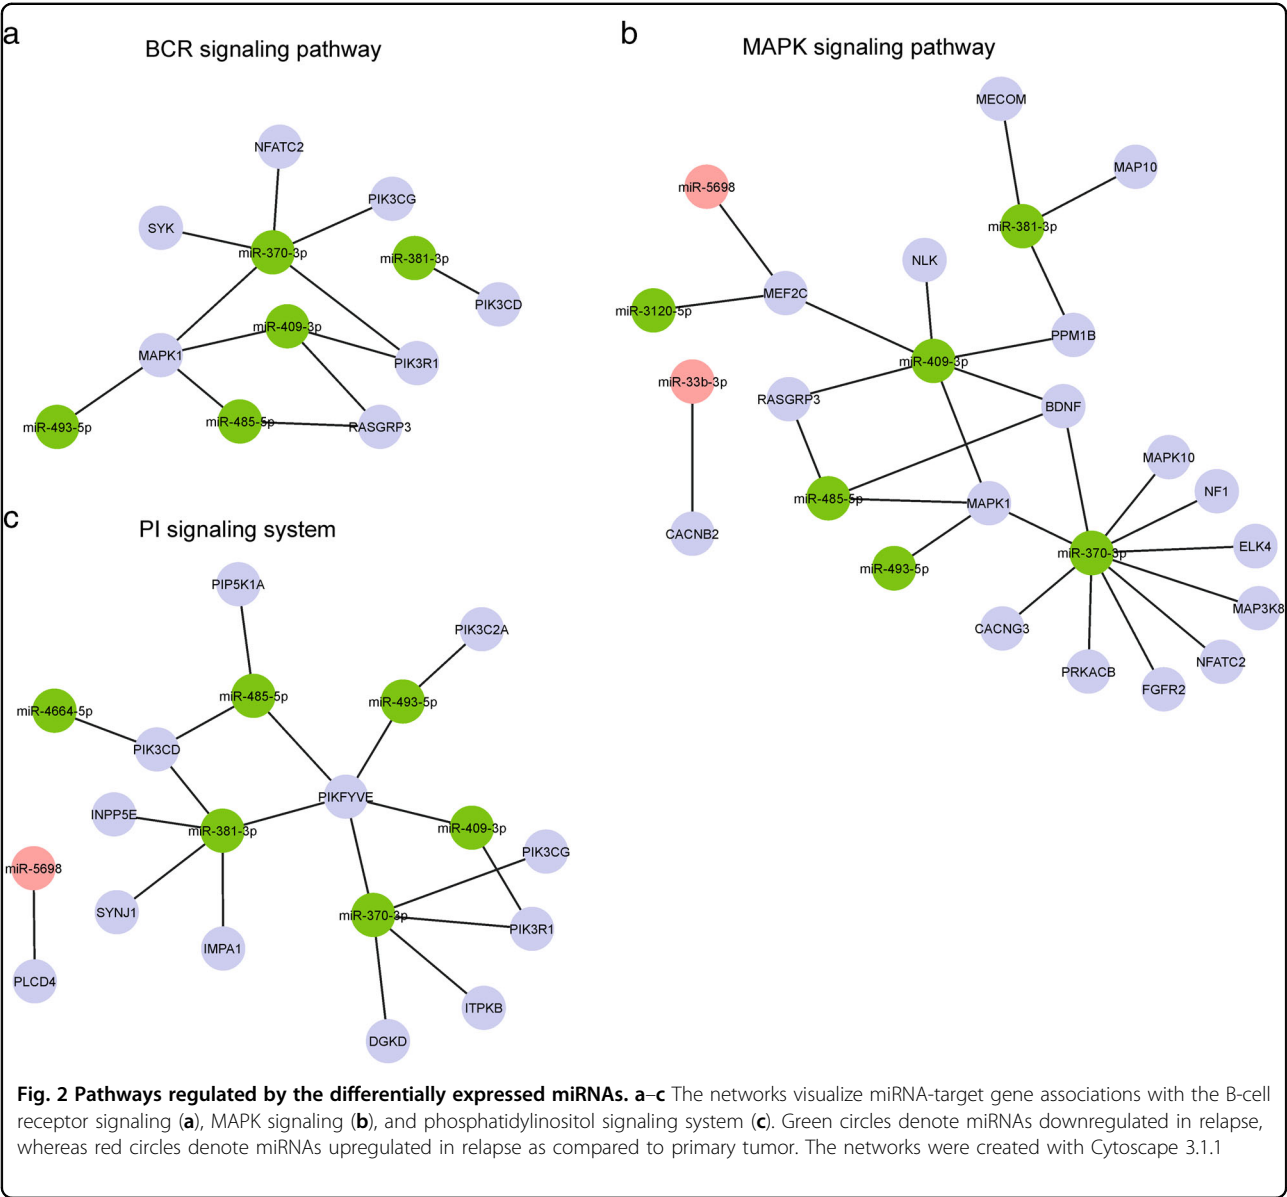 a
BCR signaling pathway
NFATC2
PIK3CG
SYK
miR-370-3p
miR-381-3p
PIK3CD
miR-409-3p
MAPK1
PIK3R1
miR-493-5p
miR-485-5p
RASGRP3
b
MAPK signaling pathway
MECOM
MAP10
miR-5698
miR-381-3p
NLK
MEF2C
miR-3120-5p
PPM1B
miR-409-3p
miR-33b-3p
RASGRP3
BDNF
MAPK10
NF1
miR-485-5p
MAPK1
CACNB2
ELK4
miR-370-3p
miR-493-5p
MAP3K8
CACNG3
NFATC2
PRKACB
FGFR2
c
PI signaling system
PIP5K1A
PIK3C2A
miR-485-5p
miR-493-5p
miR-4664-5p
PIK3CD
PIKFYVE
INPP5E
miR-381-3p
miR-409-3p
PIK3CG
miR-5698
SYNJ1
miR-370-3p
PIK3R1
IMPA1
PLCD4
ITPKB
DGKD
Fig. 2 Pathways regulated by the differentially expressed miRNAs. a–c The networks visualize miRNA-target gene associations with the B-cell
receptor signaling (a), MAPK signaling (b), and phosphatidylinositol signaling system (c). Green circles denote miRNAs downregulated in relapse,
whereas red circles denote miRNAs upregulated in relapse as compared to primary tumor. The networks were created with Cytoscape 3.1.1